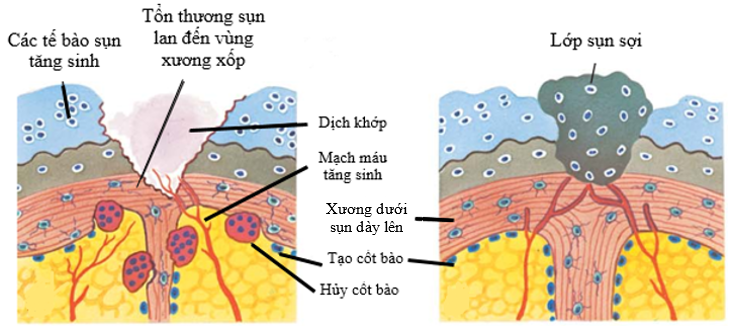 Các tế bào sụn
tăng sinh
Tổn thương sụn
lan đến vùng
xương xốp
Lớp sụn sợi
Dịch khớp
Mạch máu
tăng sinh
Xương dưới
sụn dày lên
Tạo cốt bào
Hủy cốt bào